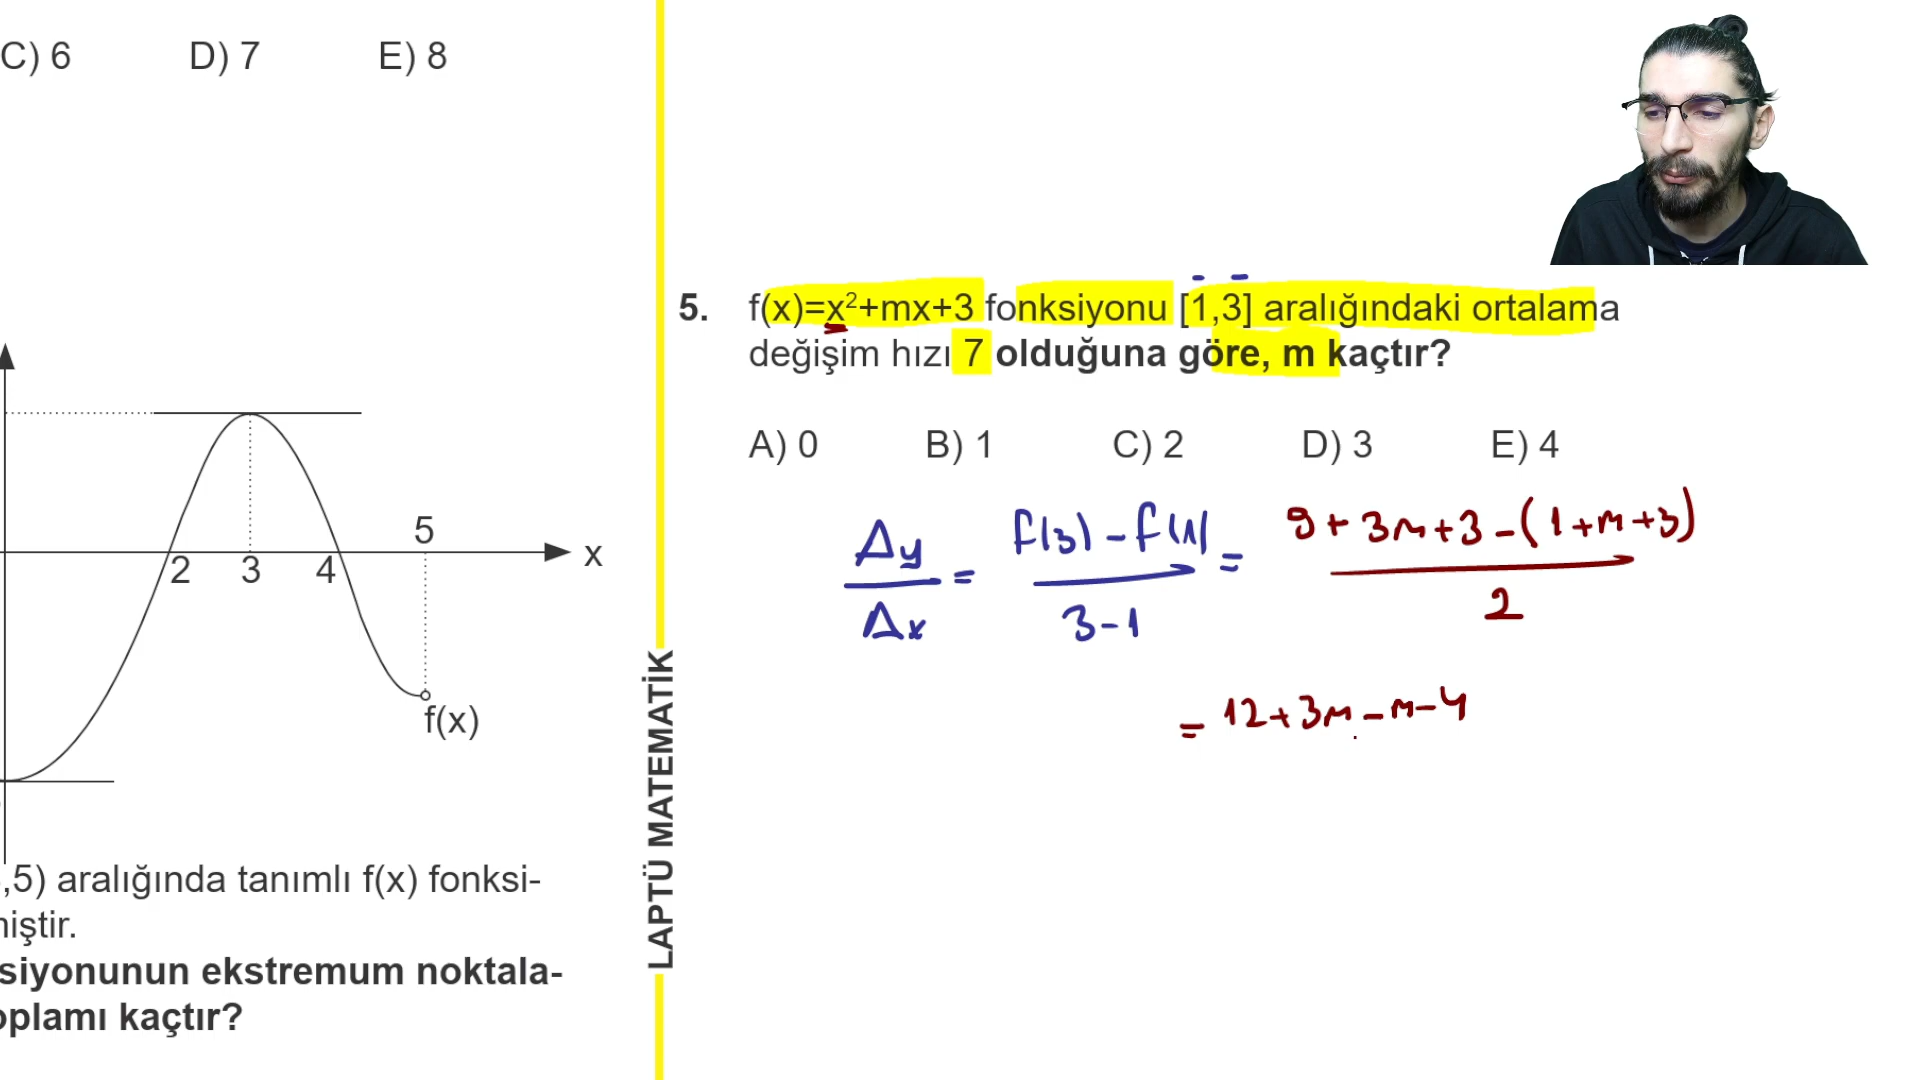 C) 6 D) 7 E) 8
5
2 3 4 x
f(x)
,5) aralığında tanımlı f(x) fonksi-
niştir.
siyonunun ekstremum noktala-
oplamı kaçtır?
LAPTÜ MATEMATİK
5. f(x)=x²+mx+3 fonksiyonu [1,3] aralığındaki ortalama
değişim hızı 7 olduğuna göre, m kaçtır?
A) 0 B) 1 C) 2 D) 3 E) 4
Δy/Δx = (f(3) - f(1))/(3-1) = (9+3m+3-(1+m+3))/2
= 12+3m-m-4